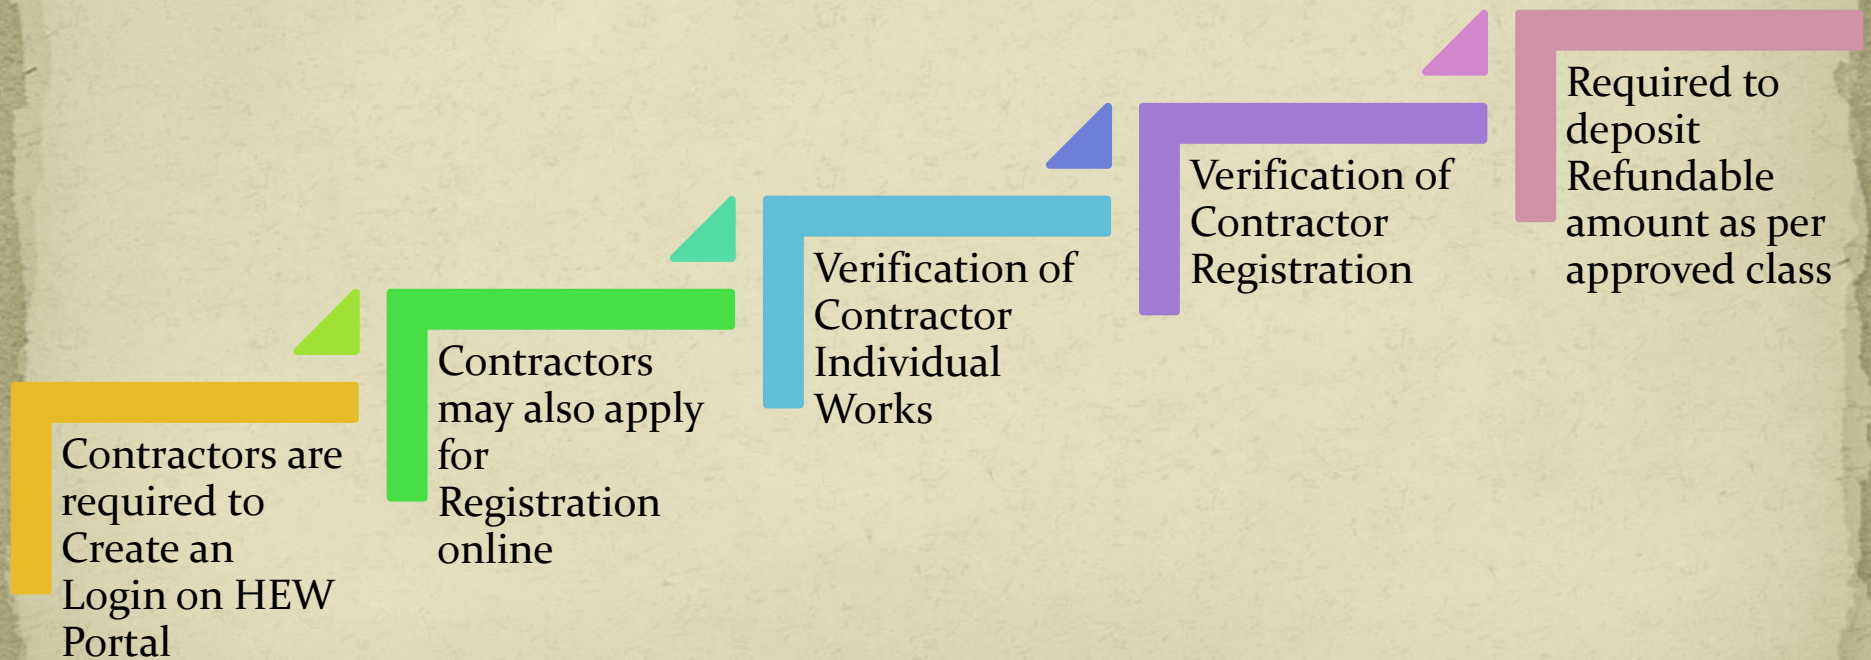 Contractors are
required to
Create an
Login on HEW
Portal
Contractors
may also apply
for
Registration
online
Verification of
Contractor
Individual
Works
Verification of
Contractor
Registration
Required to
deposit
Refundable
amount as per
approved class